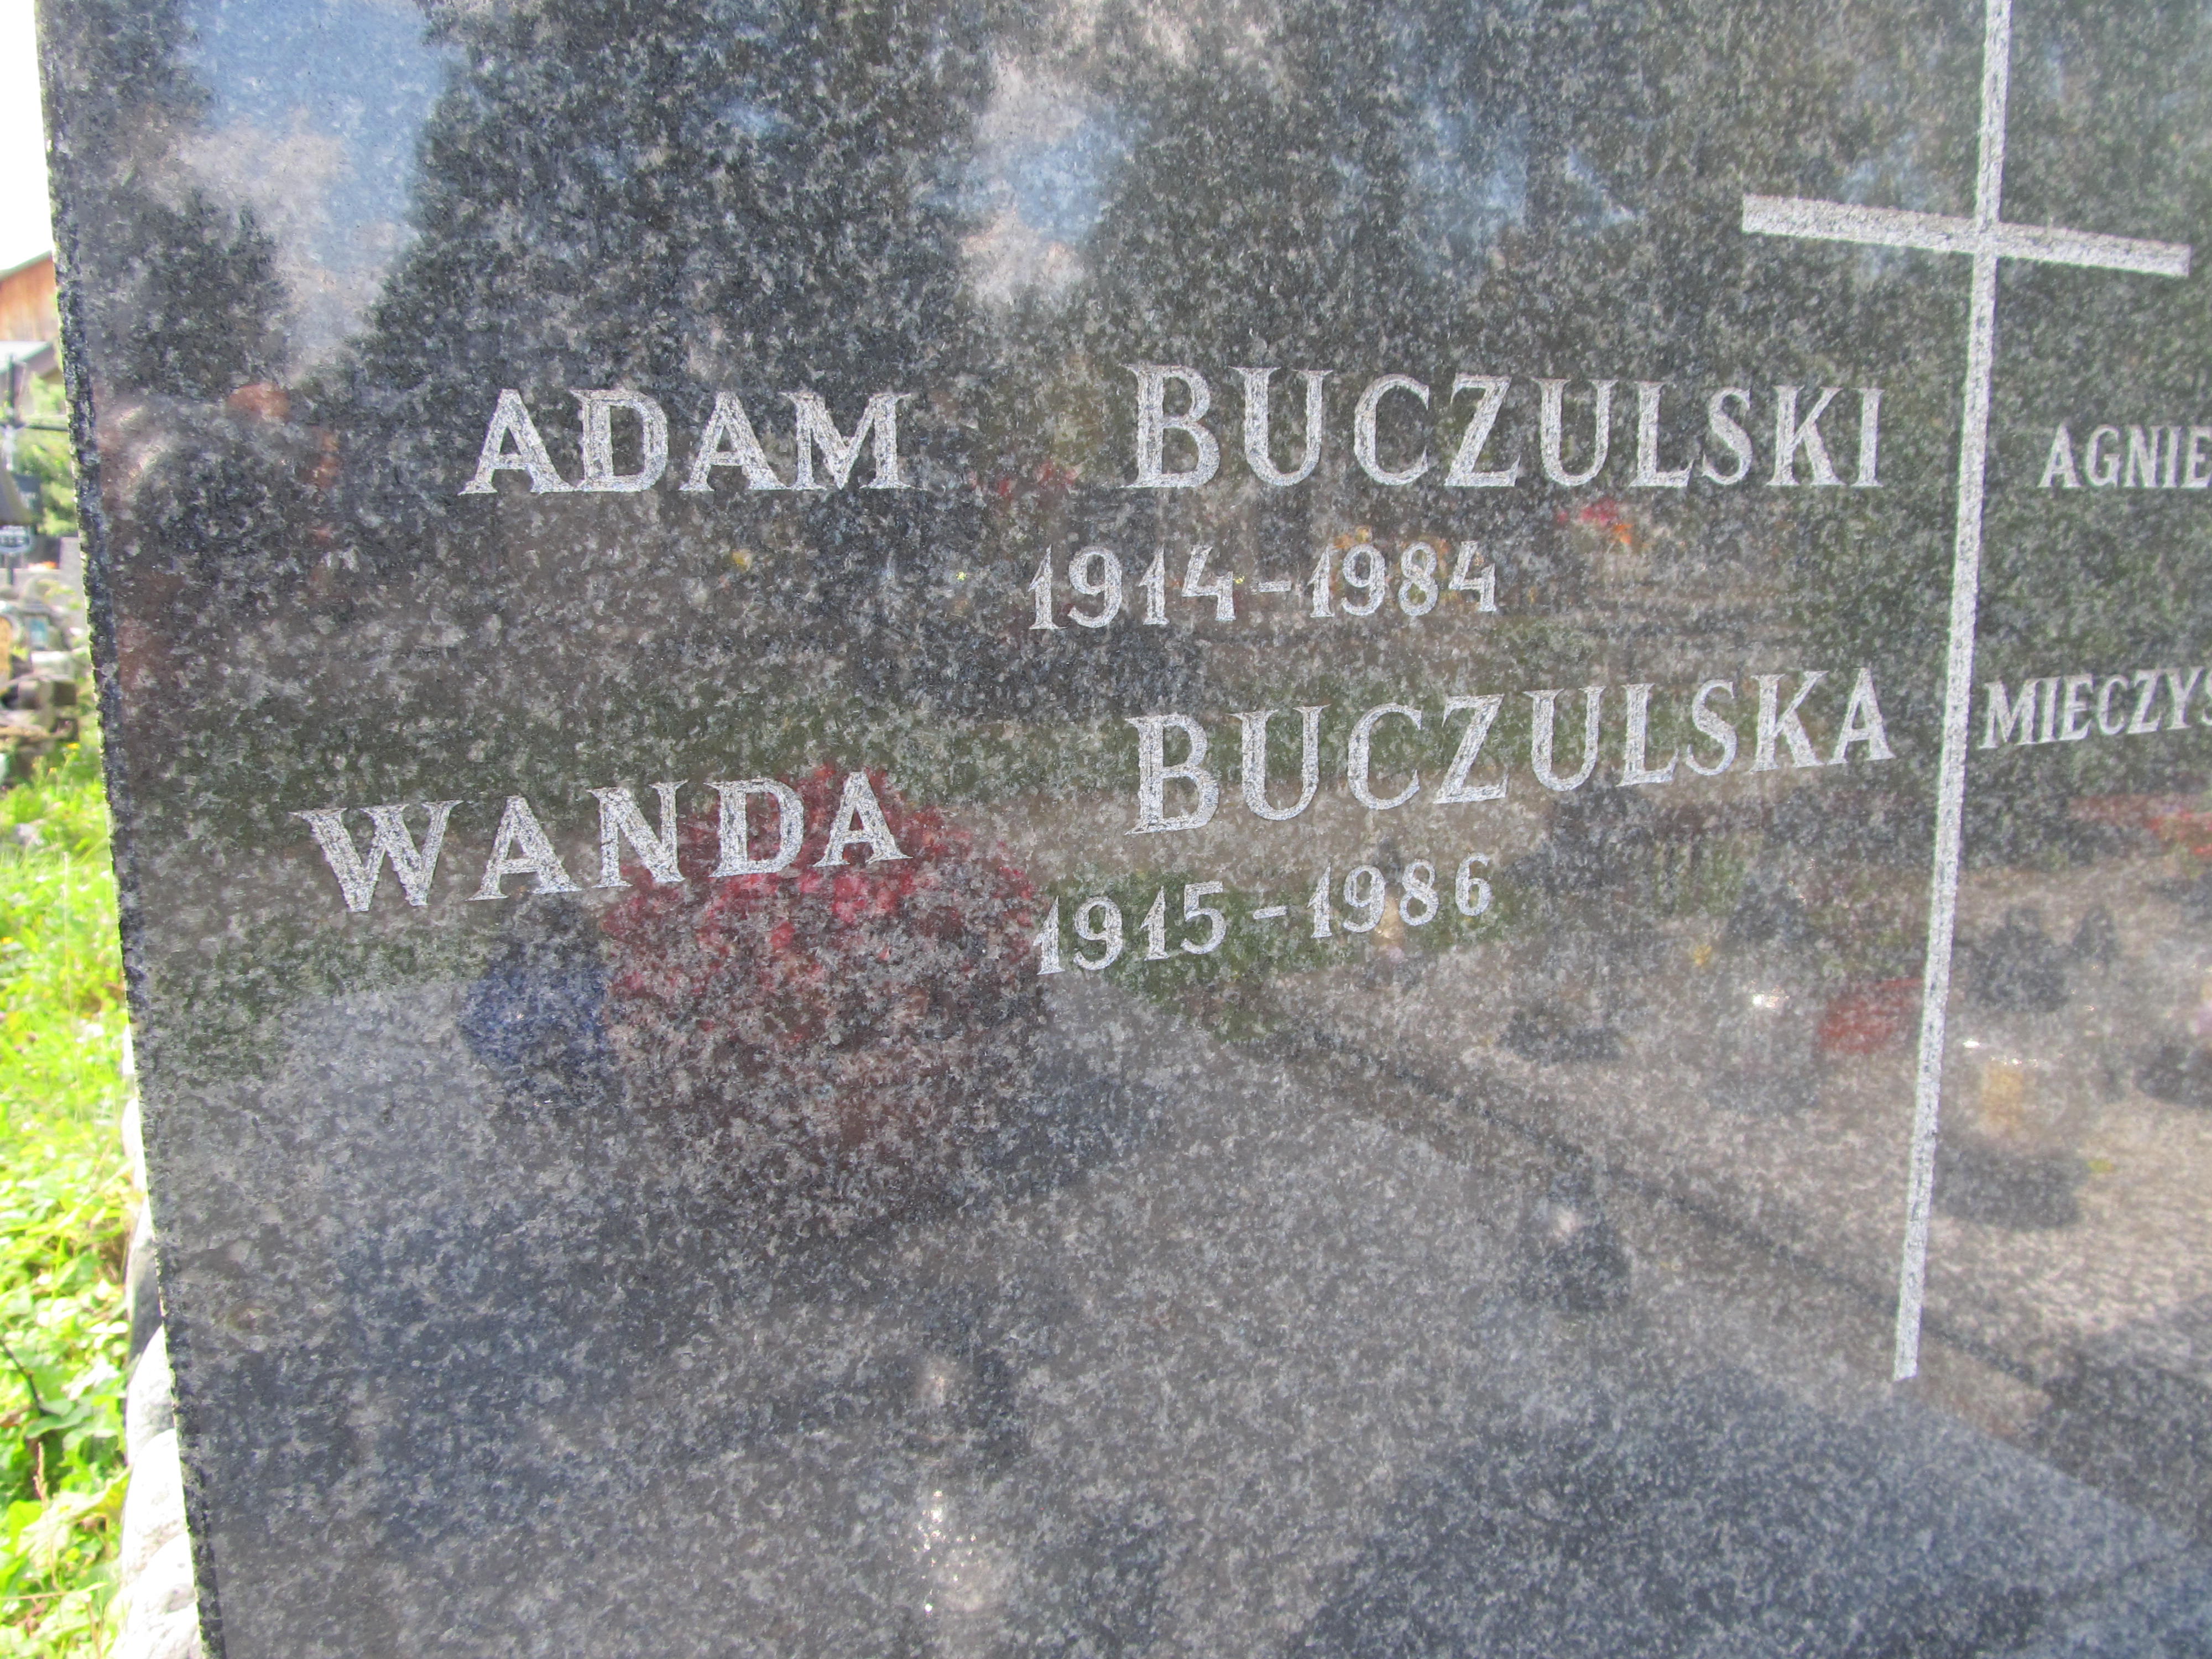 ADAM BUCZULSKI
1914-1984
WANDA BUCZULSKA
1915-1986
AGNIE
MIECZYS